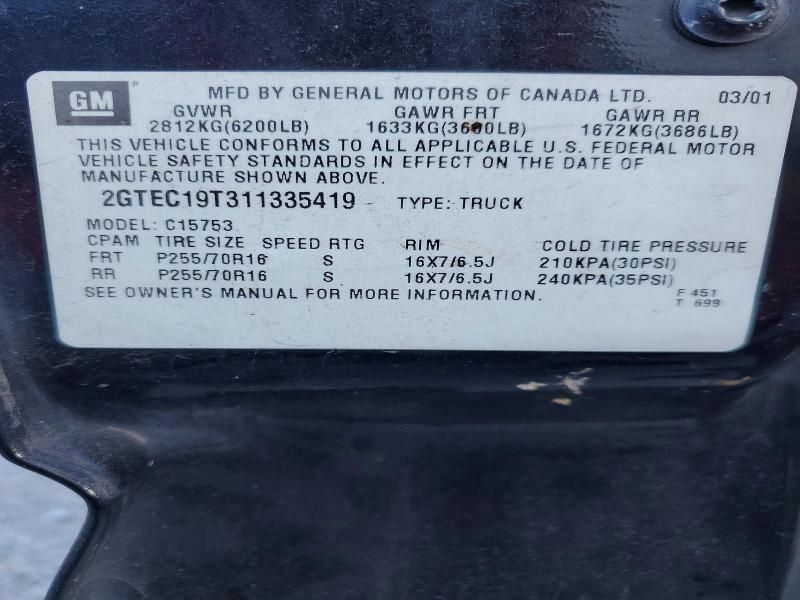 GM
MFD BY GENERAL MOTORS OF CANADA LTD. 03/01
GVWR GAWR FRT GAWR RR
2812KG(6200LB) 1633KG(3600LB) 1672KG(3686LB)
THIS VEHICLE CONFORMS TO ALL APPLICABLE U.S. FEDERAL MOTOR
VEHICLE SAFETY STANDARDS IN EFFECT ON THE DATE OF
MANUFACTURE SHOWN ABOVE.
2GTEC19T311335419 TYPE: TRUCK
MODEL: C15753
CPAM TIRE SIZE SPEED RTG RIM COLD TIRE PRESSURE
FRT P255/70R16 S 16X7/6.5J 210KPA(30PSI)
RR P255/70R16 S 16X7/6.5J 240KPA(35PSI)
SEE OWNER'S MANUAL FOR MORE INFORMATION. F 451
T 699